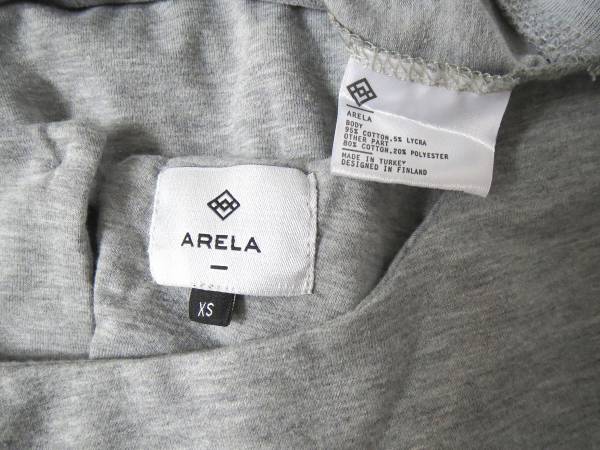 ARELA
BODY
95% COTTON,5% LYCRA
OTHER PART
80% COTTON,20% POLYESTER
MADE IN TURKEY
DESIGNED IN FINLAND
ARELA
XS